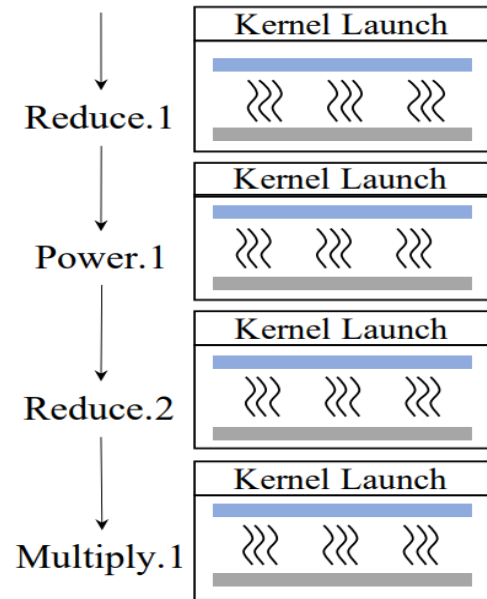 Kernel Launch
Reduce.1
Kernel Launch
Power.1
Kernel Launch
Reduce.2
Kernel Launch
Multiply.1